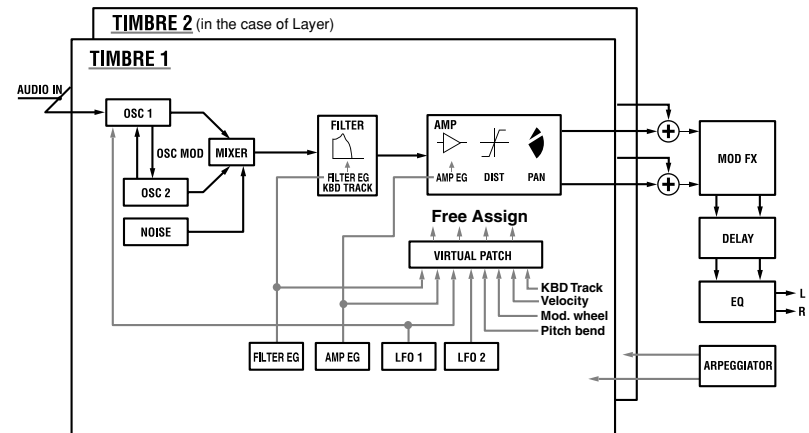 TIMBRE 2 (in the case of Layer)
TIMBRE 1
AUDIO IN
OSC 1
OSC MOD
MIXER
OSC 2
NOISE
FILTER
FILTER EG
KBD TRACK
AMP
AMP EG
DIST
PAN
Free Assign
VIRTUAL PATCH
KBD Track
Velocity
Mod. wheel
Pitch bend
FILTER EG
AMP EG
LFO 1
LFO 2
MOD FX
DELAY
EQ
L
R
ARPEGGIATOR